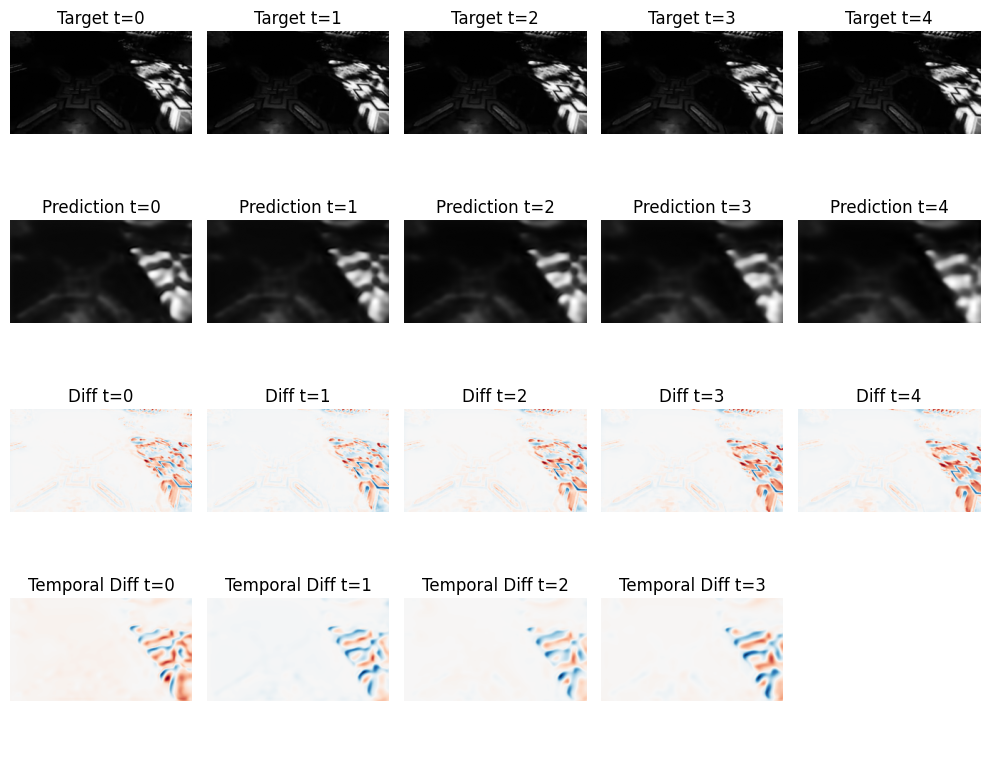 Target t=0 Target t=1 Target t=2 Target t=3 Target t=4
Prediction t=0 Prediction t=1 Prediction t=2 Prediction t=3 Prediction t=4
Diff t=0 Diff t=1 Diff t=2 Diff t=3 Diff t=4
Temporal Diff t=0 Temporal Diff t=1 Temporal Diff t=2 Temporal Diff t=3